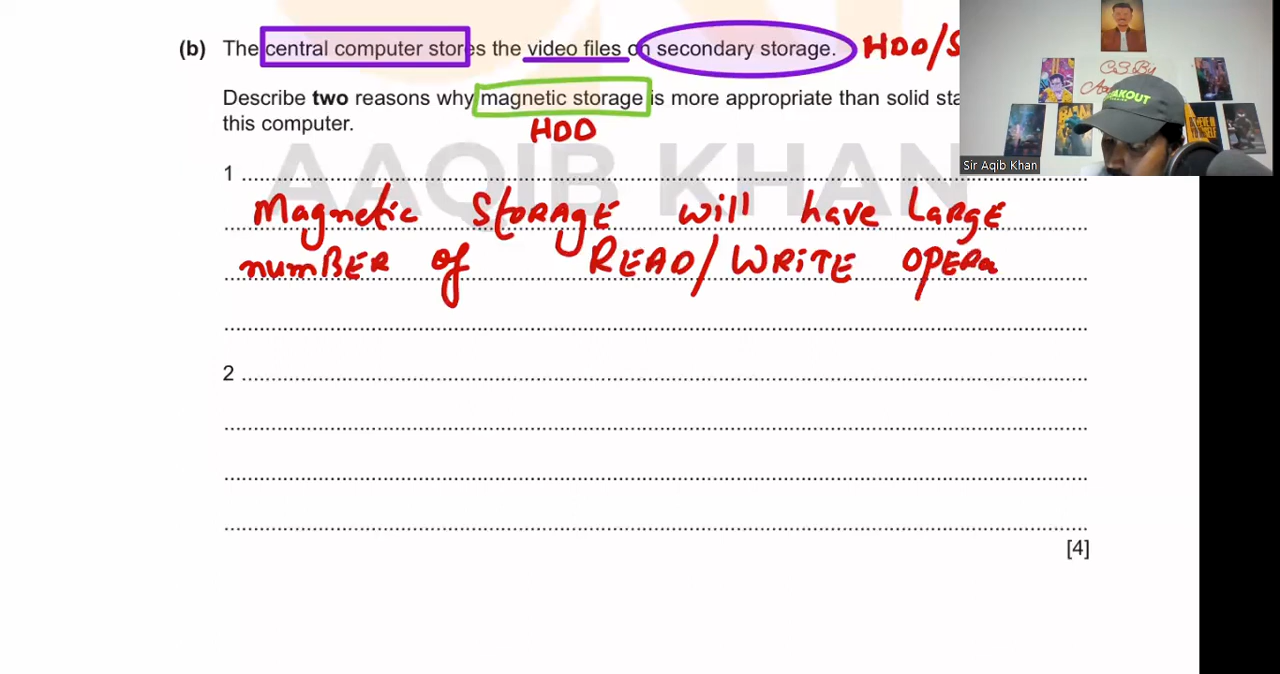 (b) The central computer stores the video files on secondary storage. HDD/S
Describe two reasons why magnetic storage is more appropriate than solid sta
this computer.
HDD
1
AAQIB KHAN
Magnetic Storage will have Large
number of READ/WRITE opera
2
[4]
CS By
Sir Aqib Khan